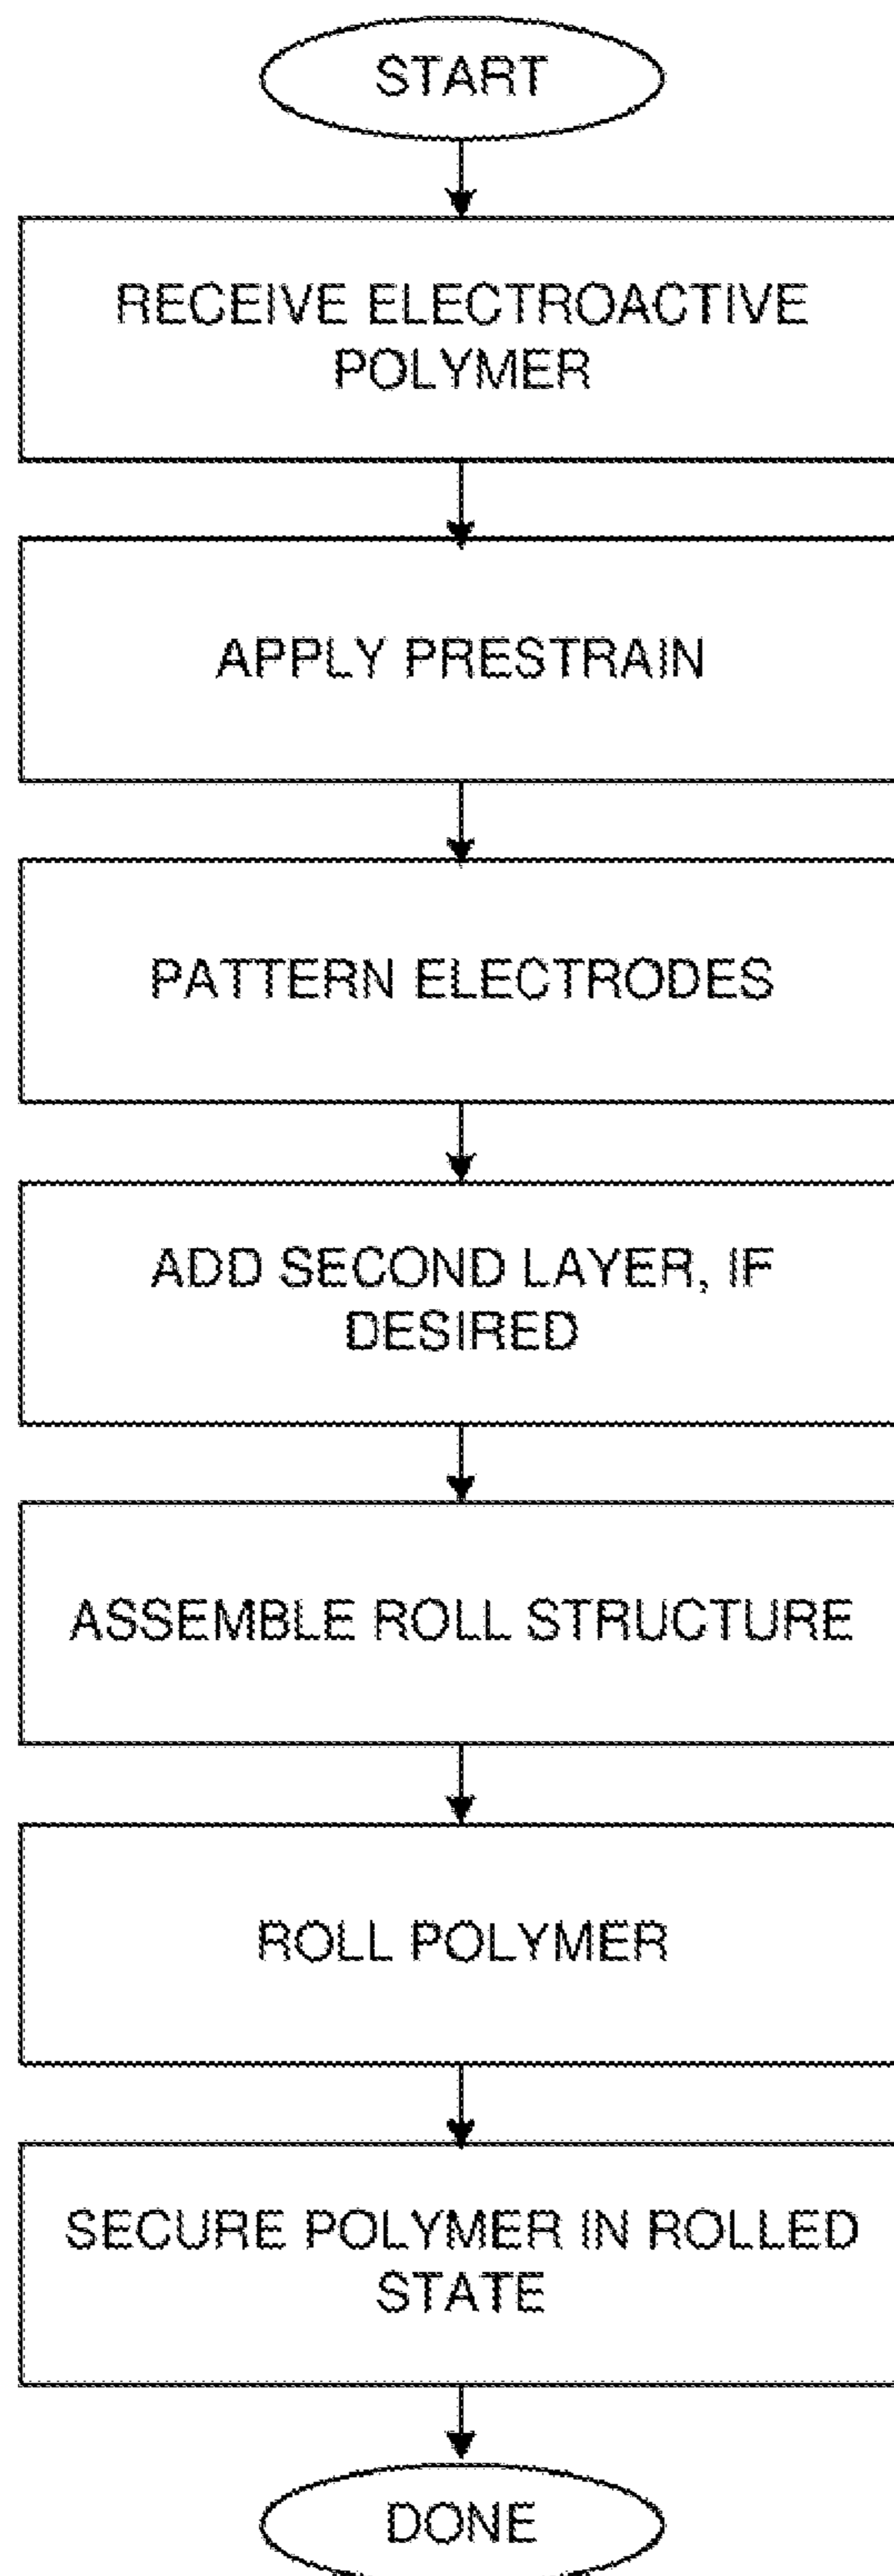 START
RECEIVE ELECTROACTIVE
POLYMER
APPLY PRESTRAIN
PATTERN ELECTRODES
ADD SECOND LAYER, IF
DESIRED
ASSEMBLE ROLL STRUCTURE
ROLL POLYMER
SECURE POLYMER IN ROLLED
STATE
DONE